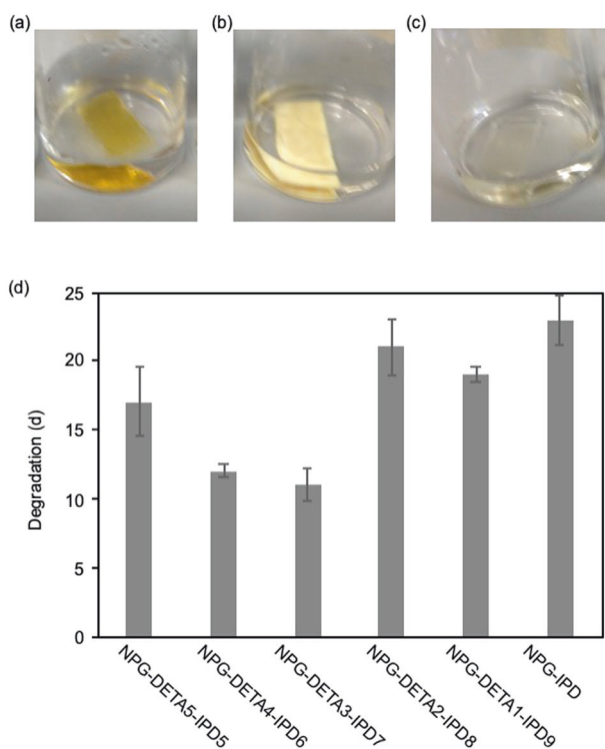 (a)
(b)
(c)
(d)
25
20
15
10
5
0
Degradation (d)
NPG-DETA5-IPD5
NPG-DETA4-IPD6
NPG-DETA3-IPD7
NPG-DETA2-IPD8
NPG-DETA1-IPD9
NPG-IPD